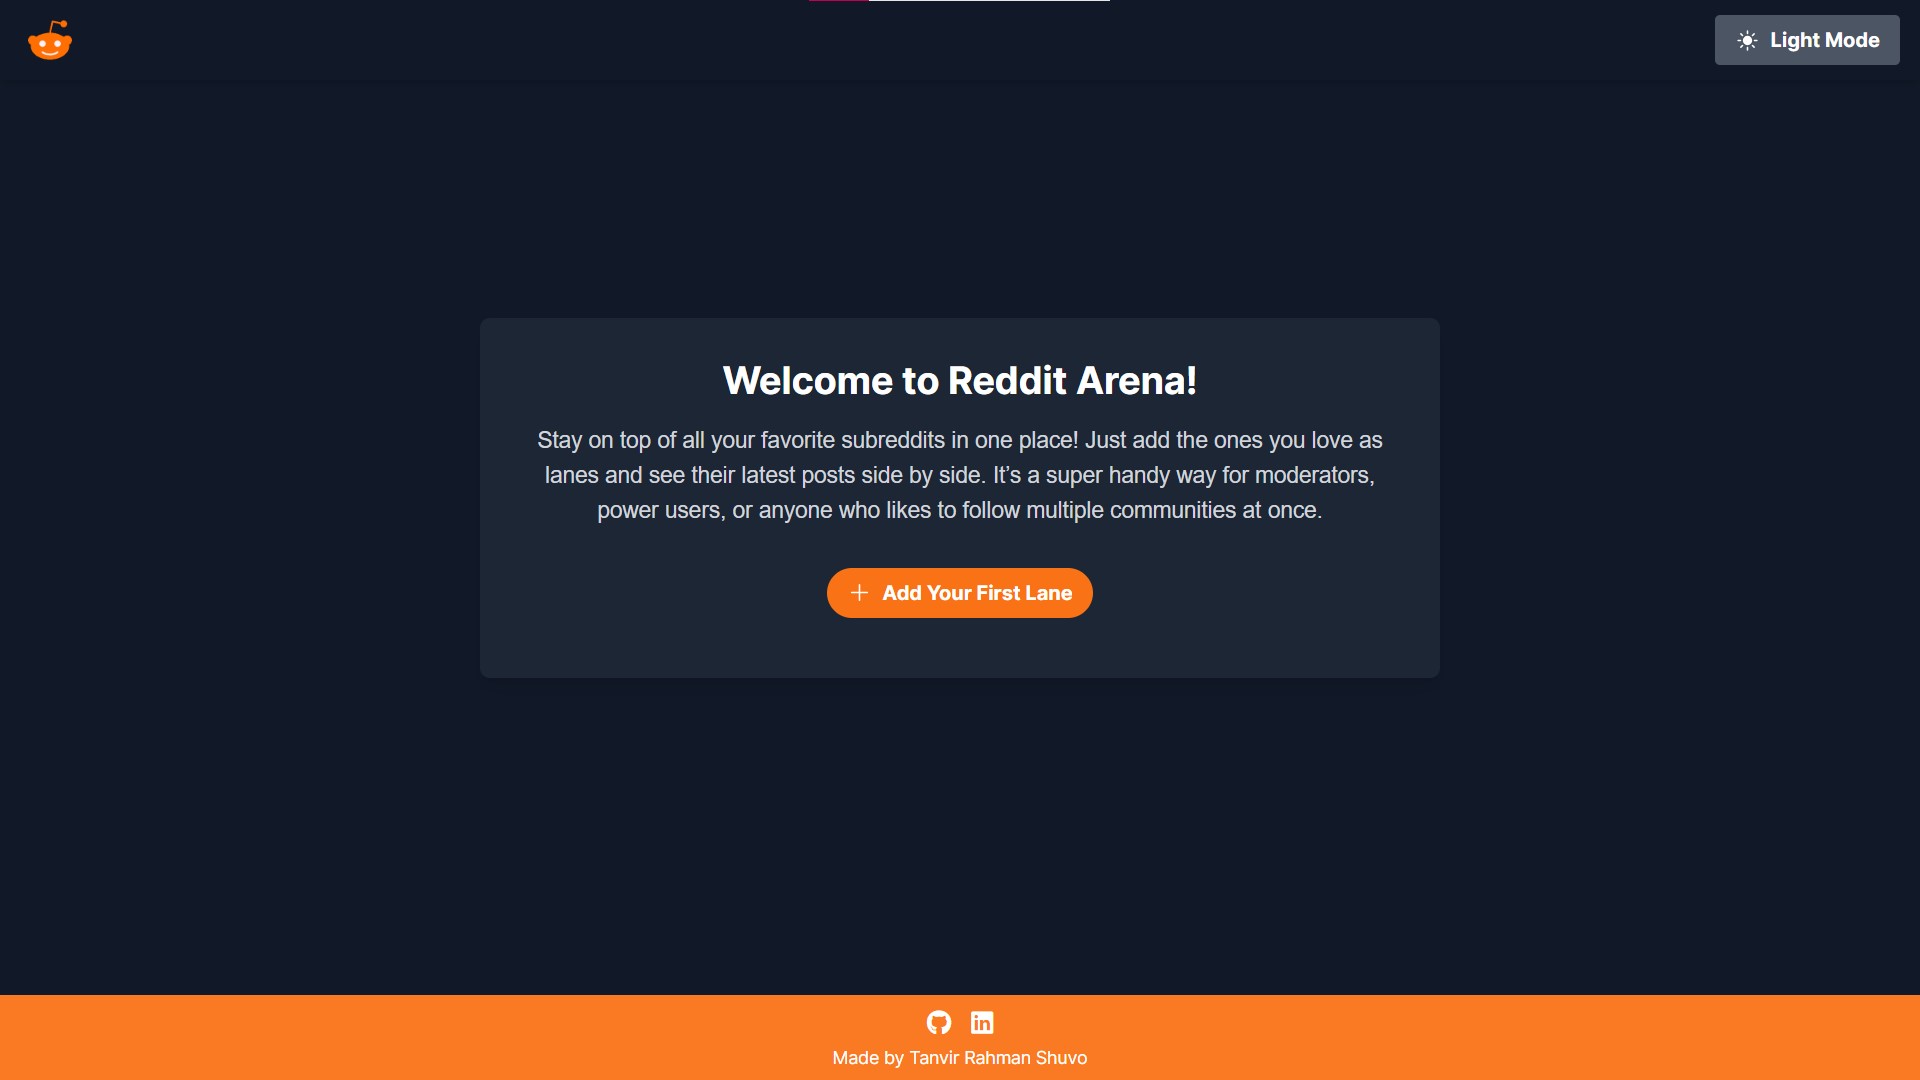 Light Mode
Welcome to Reddit Arena!
Stay on top of all your favorite subreddits in one place! Just add the ones you love as
lanes and see their latest posts side by side. It’s a super handy way for moderators,
power users, or anyone who likes to follow multiple communities at once.
Add Your First Lane
Made by Tanvir Rahman Shuvo